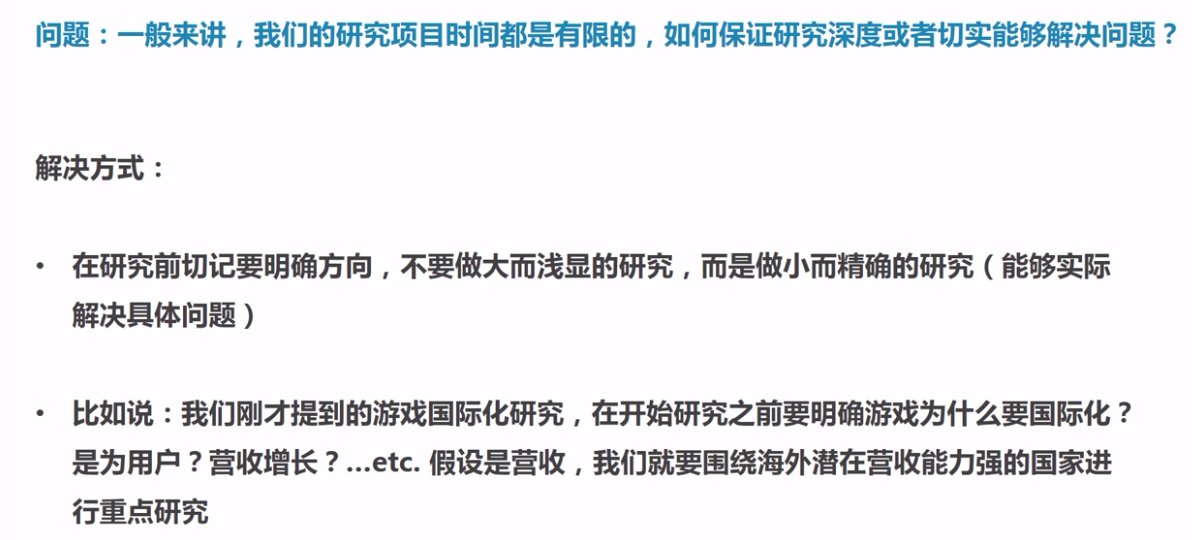 问题：一般来讲，我们的研究项目时间都是有限的，如何保证研究深度或者切实能够解决问题？
解决方式：
• 在研究前切记要明确方向，不要做大而浅显的研究，而是做小而精确的研究（能够实际
解决具体问题）
• 比如说：我们刚才提到的游戏国际化研究，在开始研究之前要明确游戏为什么要国际化？
是为用户？营收增长？…etc. 假设是营收，我们就要围绕海外潜在营收能力强的国家进
行重点研究